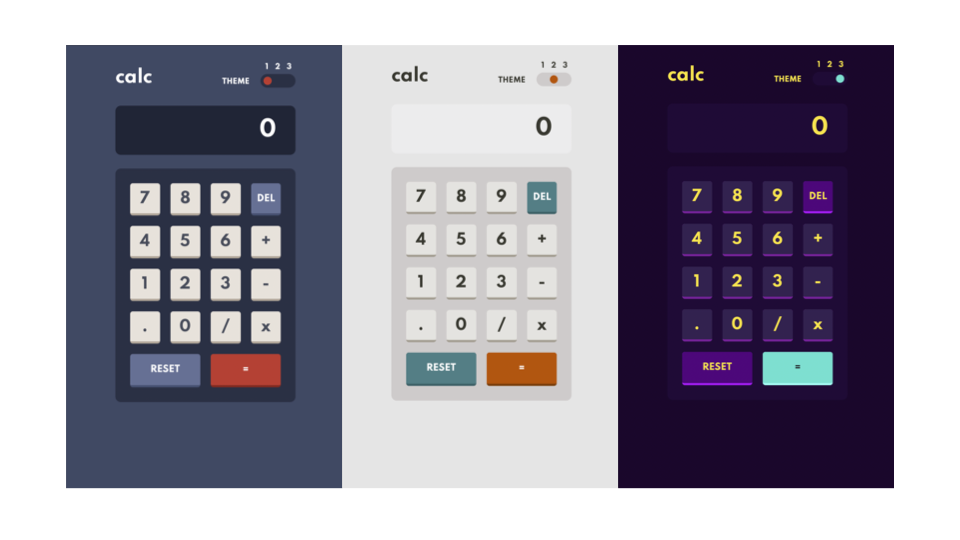 1 2 3
calc
THEME
0
7 8 9 DEL
4 5 6 +
1 2 3 -
. 0 / x
RESET =
1 2 3
calc
THEME
0
7 8 9 DEL
4 5 6 +
1 2 3 -
. 0 / x
RESET =
1 2 3
calc
THEME
0
7 8 9 DEL
4 5 6 +
1 2 3 -
. 0 / x
RESET =